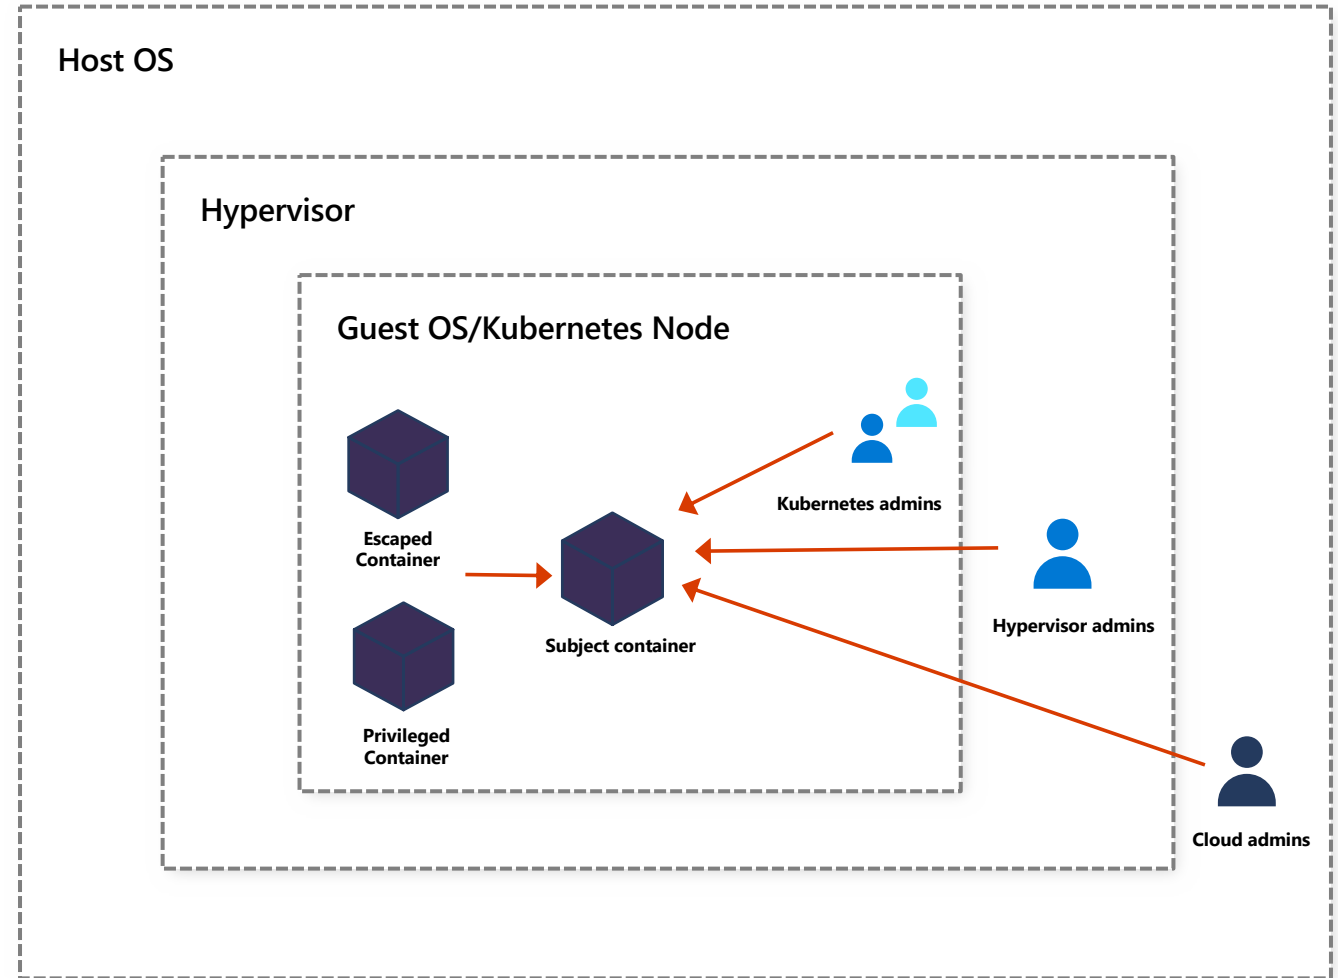 Host OS
Hypervisor
Guest OS/Kubernetes Node
Kubernetes admins
Escaped
Container
Hypervisor admins
Subject container
Privileged
Container
Cloud admins